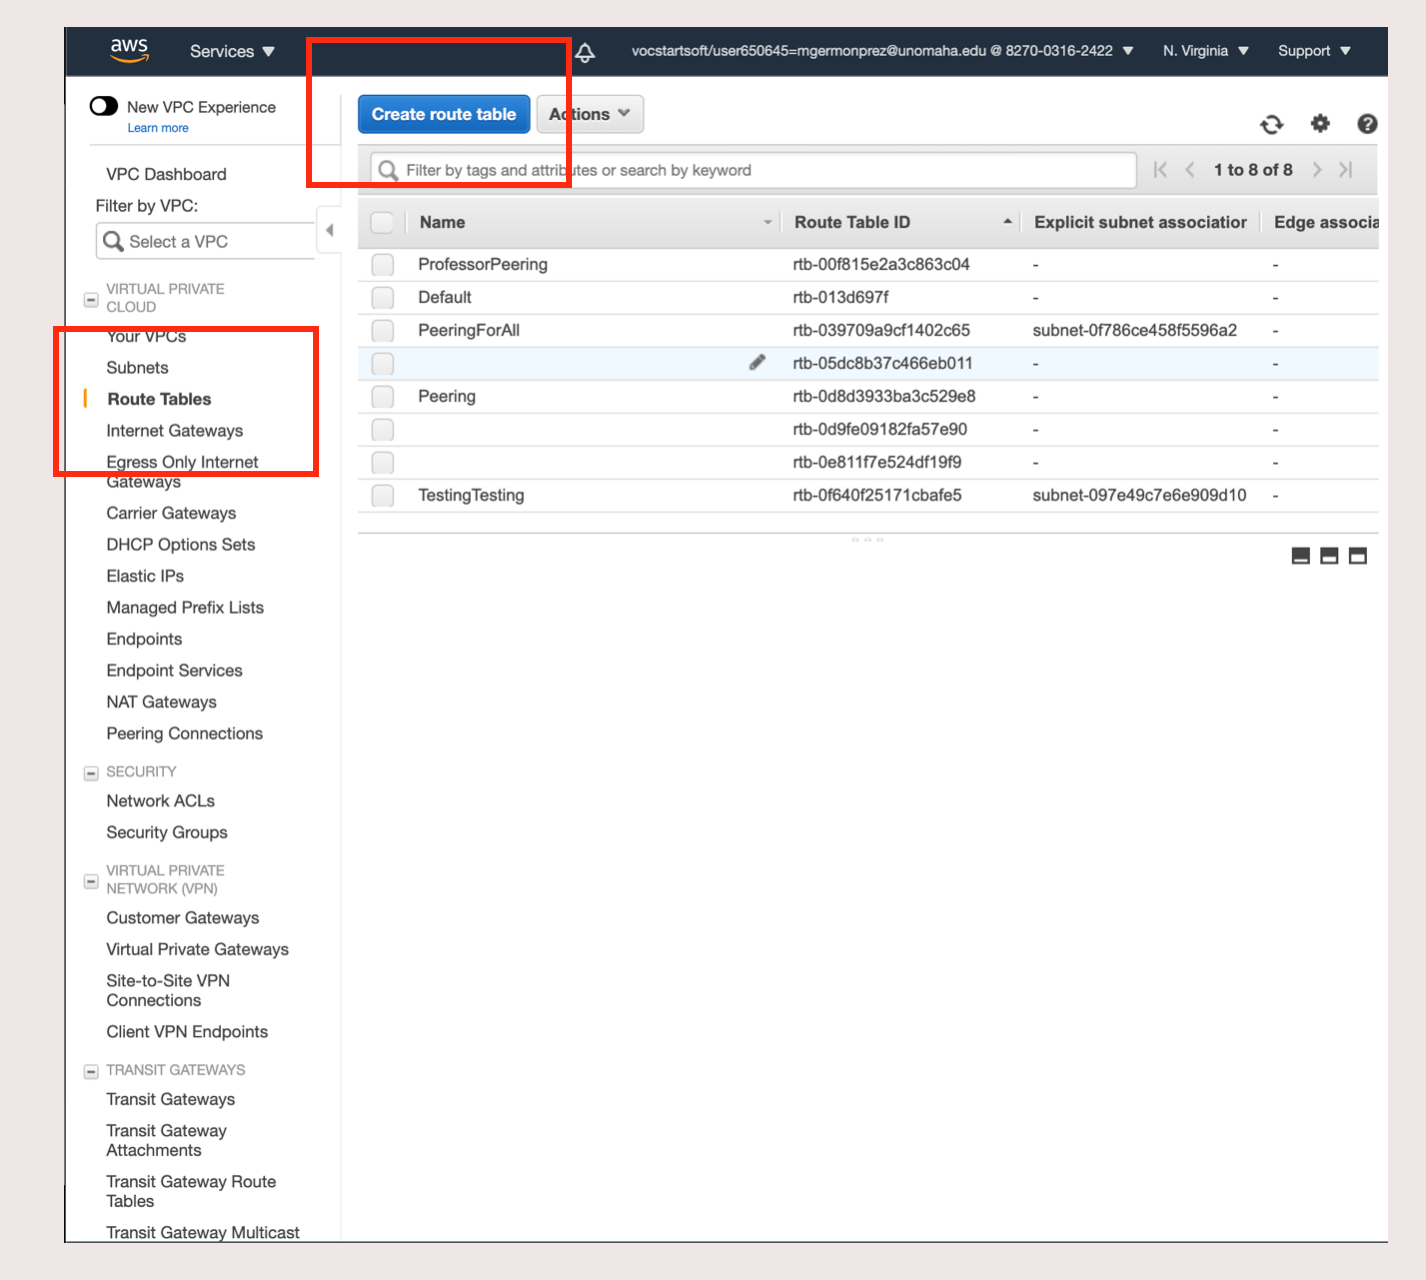 aws Services vocstartsoft/user650645=mgermonprez@unomaha.edu @ 8270-0316-2422 N. Virginia Support
New VPC Experience
Learn more
VPC Dashboard
Filter by VPC:
Select a VPC
VIRTUAL PRIVATE
CLOUD
Your VPCs
Subnets
Route Tables
Internet Gateways
Egress Only Internet
Gateways
Carrier Gateways
DHCP Options Sets
Elastic IPs
Managed Prefix Lists
Endpoints
Endpoint Services
NAT Gateways
Peering Connections
SECURITY
Network ACLs
Security Groups
VIRTUAL PRIVATE
NETWORK (VPN)
Customer Gateways
Virtual Private Gateways
Site-to-Site VPN
Connections
Client VPN Endpoints
TRANSIT GATEWAYS
Transit Gateways
Transit Gateway
Attachments
Transit Gateway Route
Tables
Transit Gateway Multicast
Create route table Actions
Filter by tags and attributes or search by keyword 1 to 8 of 8
Name Route Table ID Explicit subnet association Edge associa
ProfessorPeering rtb-00f815e2a3c863c04 - -
Default rtb-013d697f - -
PeeringForAll rtb-039709a9cf1402c65 subnet-0f786ce458f5596a2 -
rtb-05dc8b37c466eb011 - -
Peering rtb-0d8d3933ba3c529e8 - -
rtb-0d9fe09182fa57e90 - -
rtb-0e811f7e524df19f9 - -
TestingTesting rtb-0f640f25171cbafe5 subnet-097e49c7e6e909d10 -